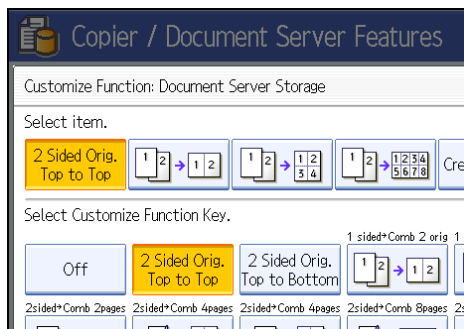 Copier / Document Server Features
Customize Function: Document Server Storage
Select item.
2 Sided Orig.
Top to Top
1 2 → 1 2
1 2 → 1 2 3 4
1 2 → 1 2 3 4 5 6 7 8
Cre
Select Customize Function Key.
1 sided→Comb 2 orig 1
Off
2 Sided Orig.
Top to Top
2 Sided Orig.
Top to Bottom
1 2 → 1 2
2sided→Comb 2pages 2sided→Comb 4pages 2sided→Comb 4pages 2sided→Comb 8pages 2s